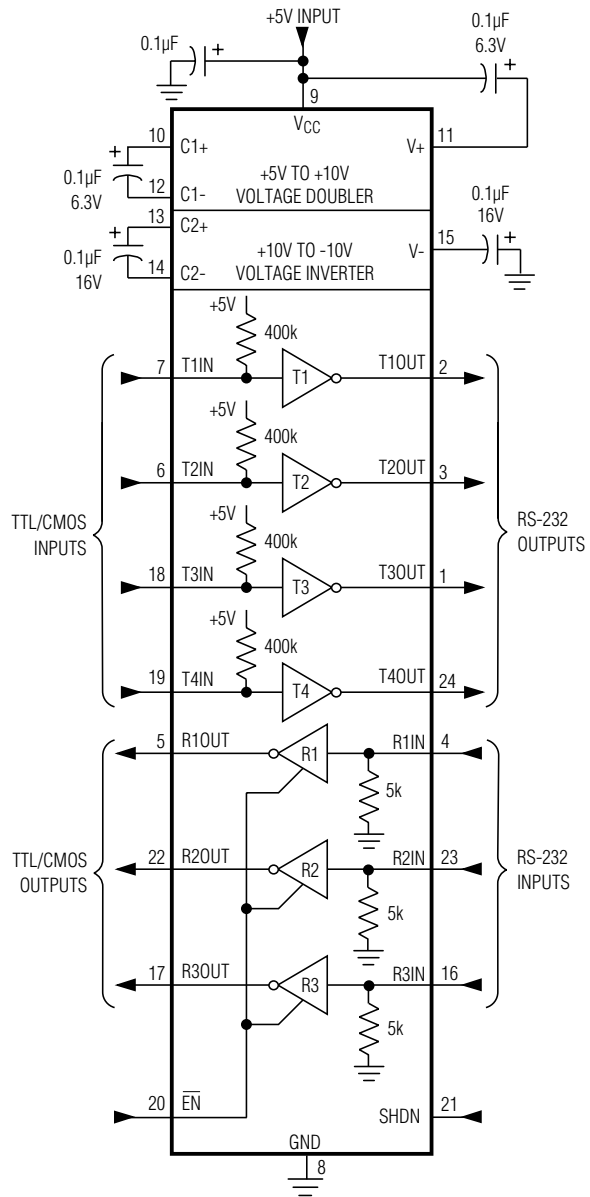 +5V INPUT
0.1µF +
0.1µF
6.3V
+
9
VCC
10
C1+
V+
11
+
0.1µF
6.3V
12
C1-
+5V TO +10V
VOLTAGE DOUBLER
13
C2+
+
0.1µF
16V
14
C2-
+10V TO -10V
VOLTAGE INVERTER
V-
15
0.1µF
16V
+
+5V
400k
7
T1IN
T1
T1OUT
2
+5V
400k
6
T2IN
T2
T2OUT
3
TTL/CMOS
INPUTS
RS-232
OUTPUTS
+5V
400k
18
T3IN
T3
T3OUT
1
+5V
400k
19
T4IN
T4
T4OUT
24
5
R1OUT
R1
R1IN
4
5k
TTL/CMOS
OUTPUTS
22
R2OUT
R2
R2IN
23
5k
RS-232
INPUTS
17
R3OUT
R3
R3IN
16
5k
20
EN
SHDN
21
GND
8